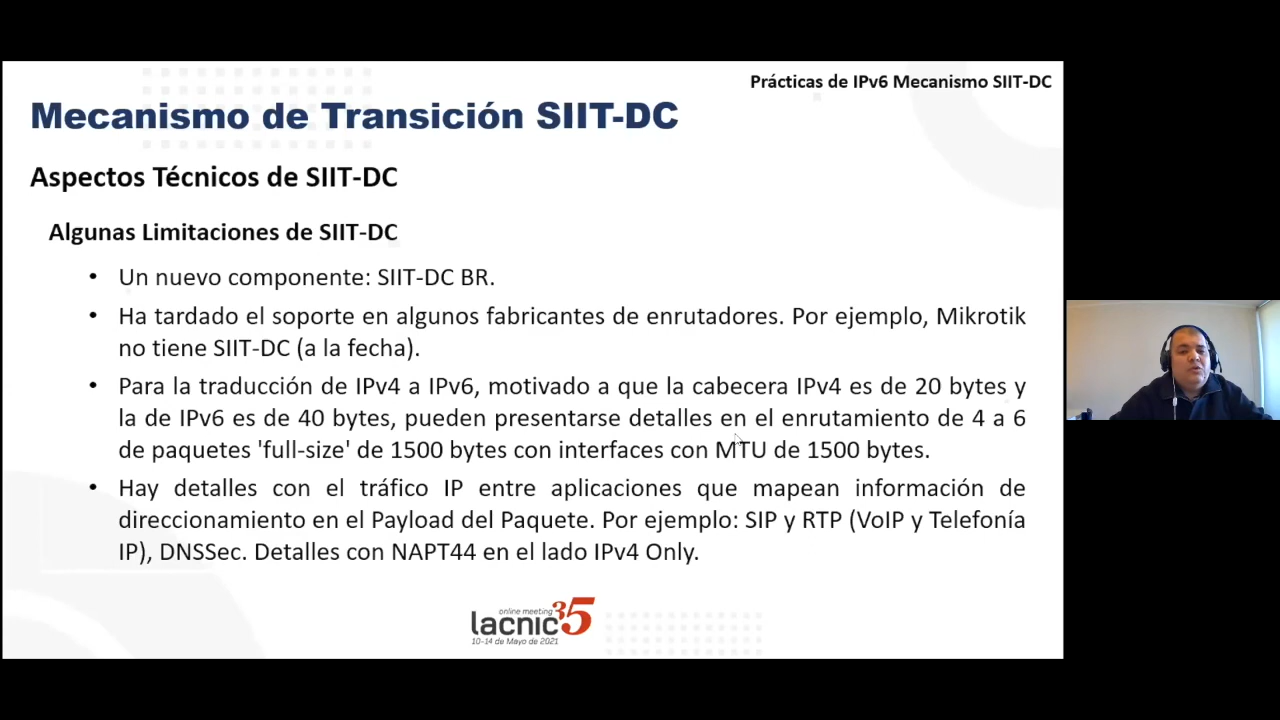 Prácticas de IPv6 Mecanismo SIIT-DC
Mecanismo de Transición SIIT-DC
Aspectos Técnicos de SIIT-DC
Algunas Limitaciones de SIIT-DC
• Un nuevo componente: SIIT-DC BR.
• Ha tardado el soporte en algunos fabricantes de enrutadores. Por ejemplo, Mikrotik
no tiene SIIT-DC (a la fecha).
• Para la traducción de IPv4 a IPv6, motivado a que la cabecera IPv4 es de 20 bytes y
la de IPv6 es de 40 bytes, pueden presentarse detalles en el enrutamiento de 4 a 6
de paquetes 'full-size' de 1500 bytes con interfaces con MTU de 1500 bytes.
• Hay detalles con el tráfico IP entre aplicaciones que mapean información de
direccionamiento en el Payload del Paquete. Por ejemplo: SIP y RTP (VoIP y Telefonía
IP), DNSSec. Detalles con NAPT44 en el lado IPv4 Only.
online meeting
lacnic35
10-14 de Mayo de 2021